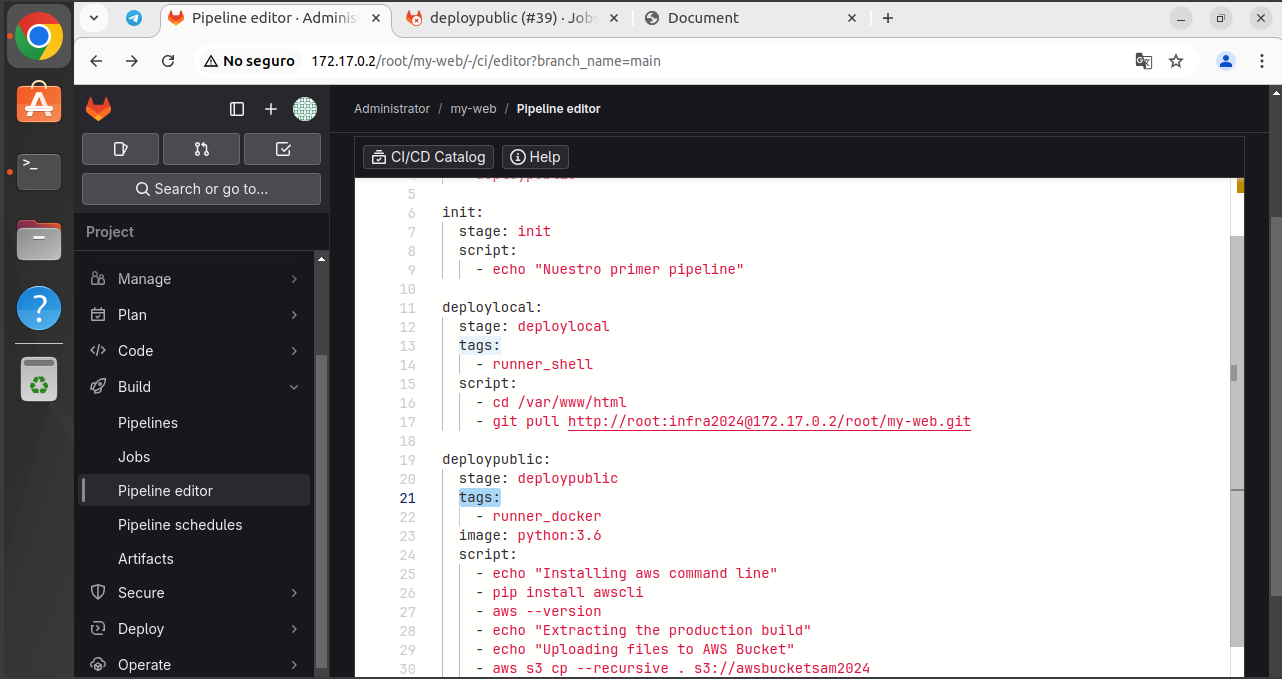 Pipeline editor · Adminis
deploypublic (#39) · Jobs
Document
No seguro
172.17.0.2/root/my-web/-/ci/editor?branch_name=main
Administrator / my-web / Pipeline editor
CI/CD Catalog
Help
Search or go to...
Project
Manage
Plan
Code
Build
Pipelines
Jobs
Pipeline editor
Pipeline schedules
Artifacts
Secure
Deploy
Operate
5
6 init:
7 stage: init
8 script:
9 - echo "Nuestro primer pipeline"
10
11 deploylocal:
12 stage: deploylocal
13 tags:
14 - runner_shell
15 script:
16 - cd /var/www/html
17 - git pull http://root:infra2024@172.17.0.2/root/my-web.git
18
19 deploypublic:
20 stage: deploypublic
21 tags:
22 - runner_docker
23 image: python:3.6
24 script:
25 - echo "Installing aws command line"
26 - pip install awscli
27 - aws --version
28 - echo "Extracting the production build"
29 - echo "Uploading files to AWS Bucket"
30 - aws s3 cp --recursive . s3://awsbucketsam2024